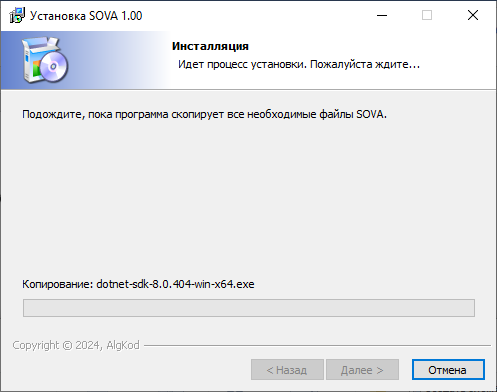 Установка SOVA 1.00
Инсталляция
Идет процесс установки. Пожалуйста ждите...
Подождите, пока программа скопирует все необходимые файлы SOVA.
Копирование: dotnet-sdk-8.0.404-win-x64.exe
Copyright © 2024, AlgKod
< Назад
Далее >
Отмена